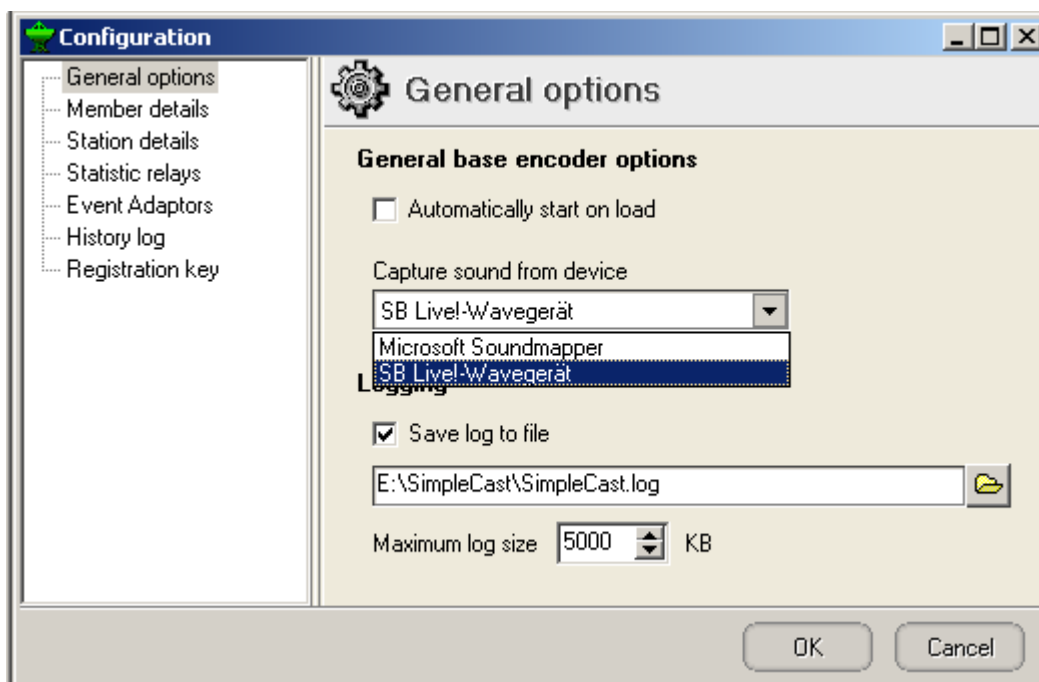 Configuration
General options
Member details
Station details
Statistic relays
Event Adaptors
History log
Registration key
General options
General base encoder options
Automatically start on load
Capture sound from device
SB Live!-Wavegerät
Microsoft Soundmapper
SB Live!-Wavegerät
Logging
Save log to file
E:\SimpleCast\SimpleCast.log
Maximum log size 5000 KB
OK Cancel